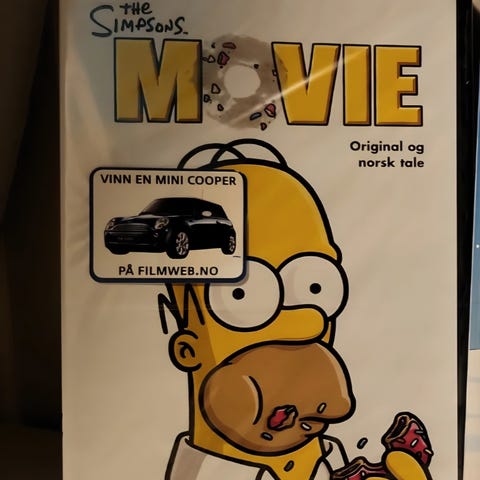 THE
SIMPSONS
MOVIE
Original og
norsk tale
VINN EN MINI COOPER
PÅ FILMWEB.NO